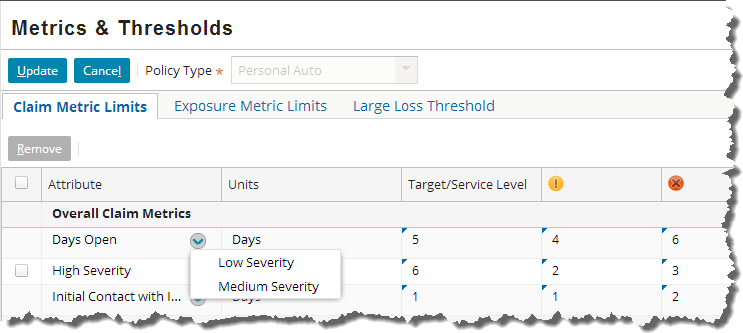 Metrics & Thresholds
Update Cancel Policy Type * Personal Auto
Claim Metric Limits Exposure Metric Limits Large Loss Threshold
Remove
Attribute Units Target/Service Level
Overall Claim Metrics
Days Open Days 5 4 6
Low Severity
High Severity 6 2 3
Medium Severity
Initial Contact with I... Days 1 1 2